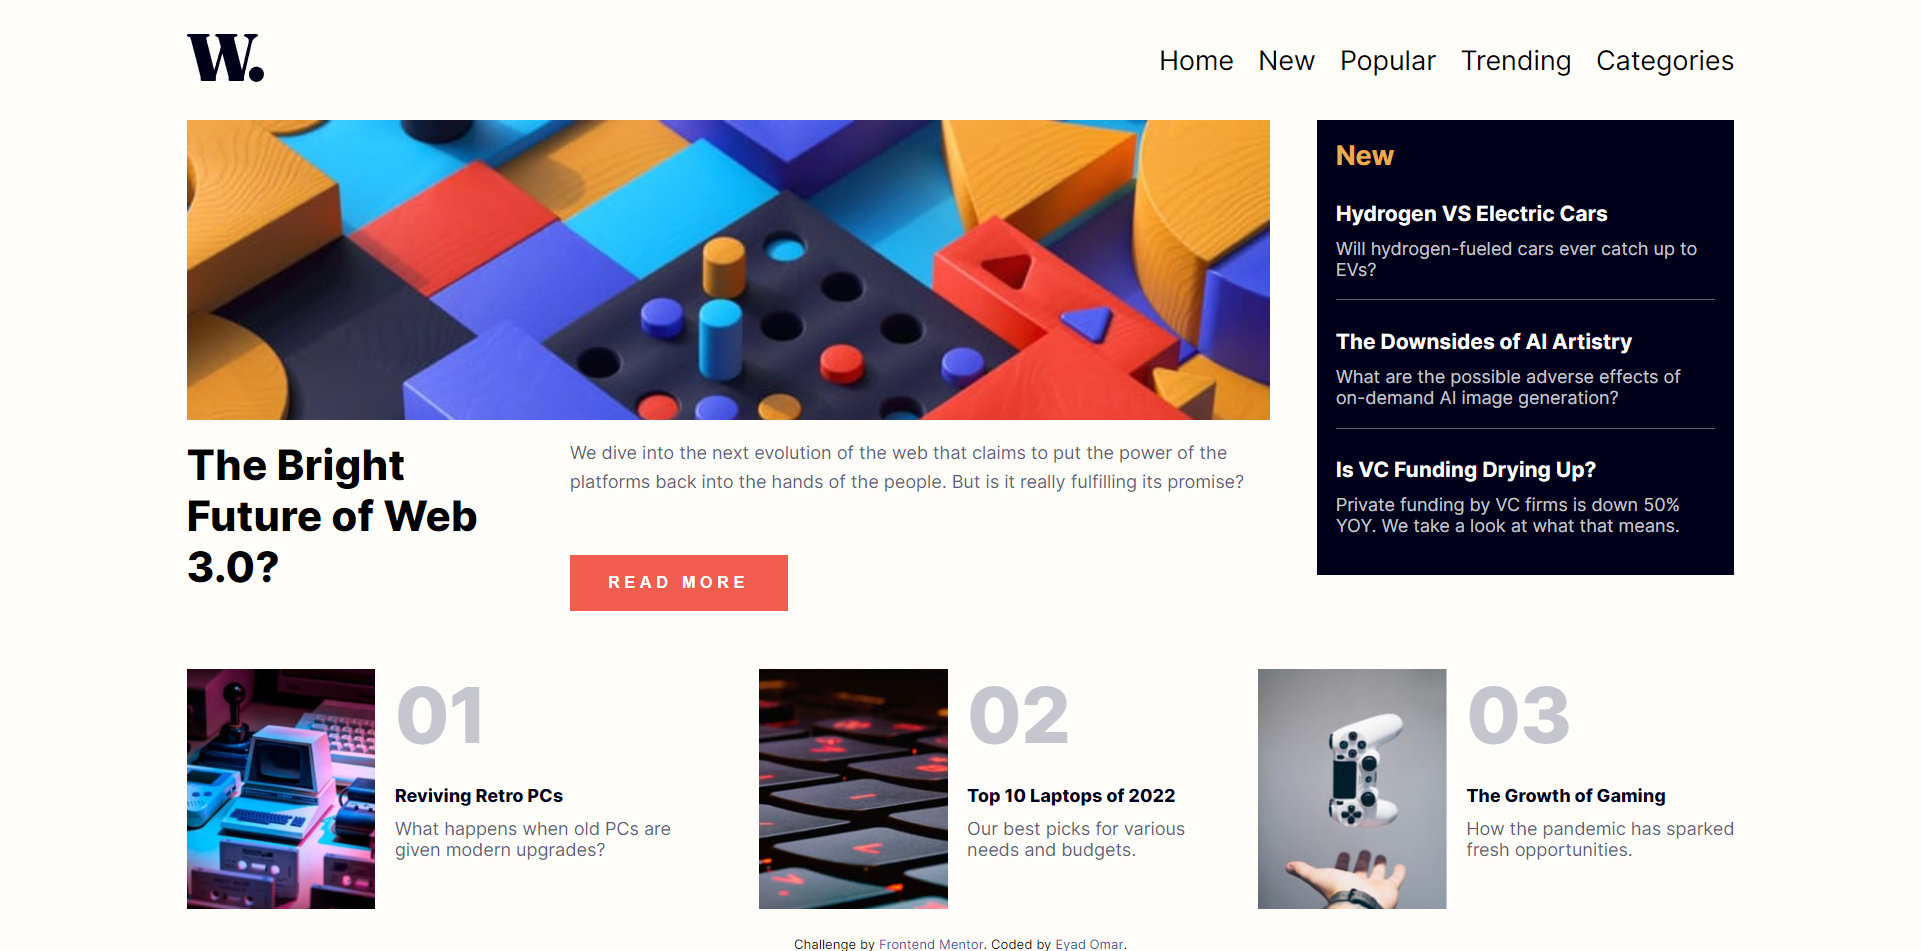 W.
Home New Popular Trending Categories
New
Hydrogen VS Electric Cars
Will hydrogen-fueled cars ever catch up to
EVs?
The Downsides of AI Artistry
What are the possible adverse effects of
on-demand AI image generation?
Is VC Funding Drying Up?
Private funding by VC firms is down 50%
YOY. We take a look at what that means.
The Bright
Future of Web
3.0?
We dive into the next evolution of the web that claims to put the power of the
platforms back into the hands of the people. But is it really fulfilling its promise?
READ MORE
01
Reviving Retro PCs
What happens when old PCs are
given modern upgrades?
02
Top 10 Laptops of 2022
Our best picks for various
needs and budgets.
03
The Growth of Gaming
How the pandemic has sparked
fresh opportunities.
Challenge by Frontend Mentor. Coded by Eyad Omar.